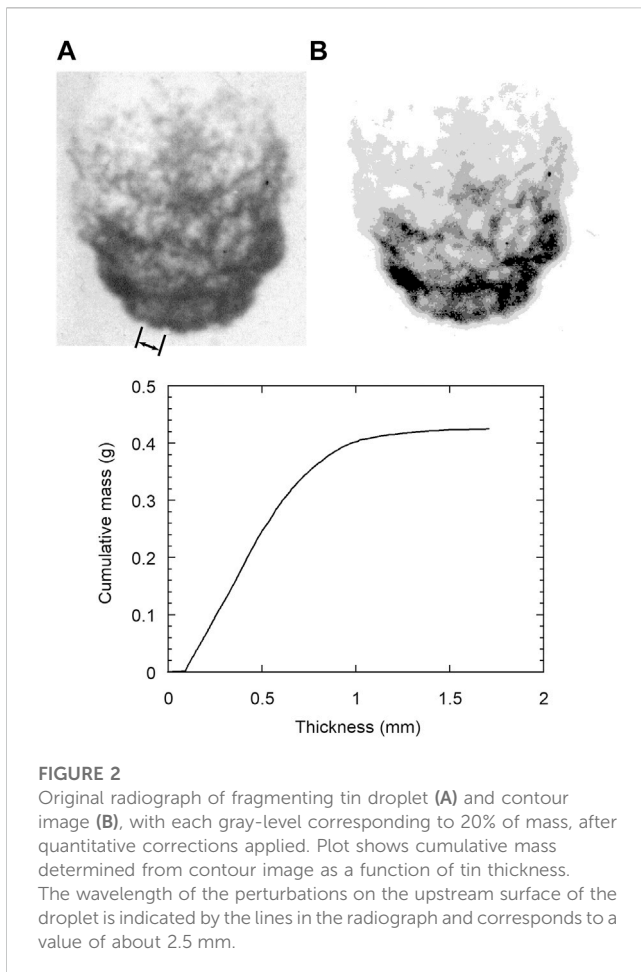 A
B
0.5
0.4
0.3
0.2
0.1
0
Cumulative mass (g)
0 0.5 1 1.5 2
Thickness (mm)
FIGURE 2
Original radiograph of fragmenting tin droplet (A) and contour
image (B), with each gray-level corresponding to 20% of mass, after
quantitative corrections applied. Plot shows cumulative mass
determined from contour image as a function of tin thickness.
The wavelength of the perturbations on the upstream surface of the
droplet is indicated by the lines in the radiograph and corresponds to a
value of about 2.5 mm.